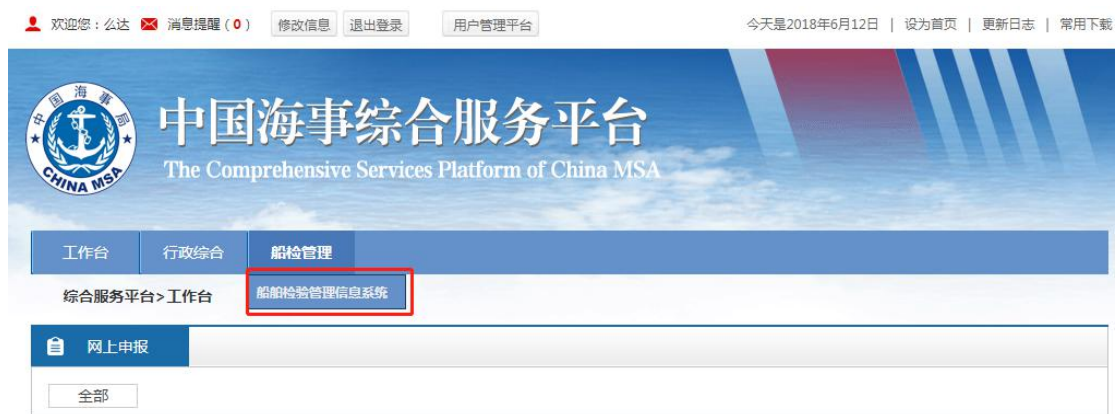 欢迎您：么达 消息提醒（0） 修改信息 退出登录 用户管理平台 今天是2018年6月12日 | 设为首页 | 更新日志 | 常用下载
中国海事局
CHINA MSA
中国海事综合服务平台
The Comprehensive Services Platform of China MSA
工作台 行政综合 船检管理
综合服务平台>工作台 船舶检验管理信息系统
网上申报
全部